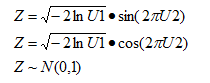 Z = √−2 ln U1 • sin(2πU2)
Z = √−2 ln U1 • cos(2πU2)
Z ~ N(0,1)